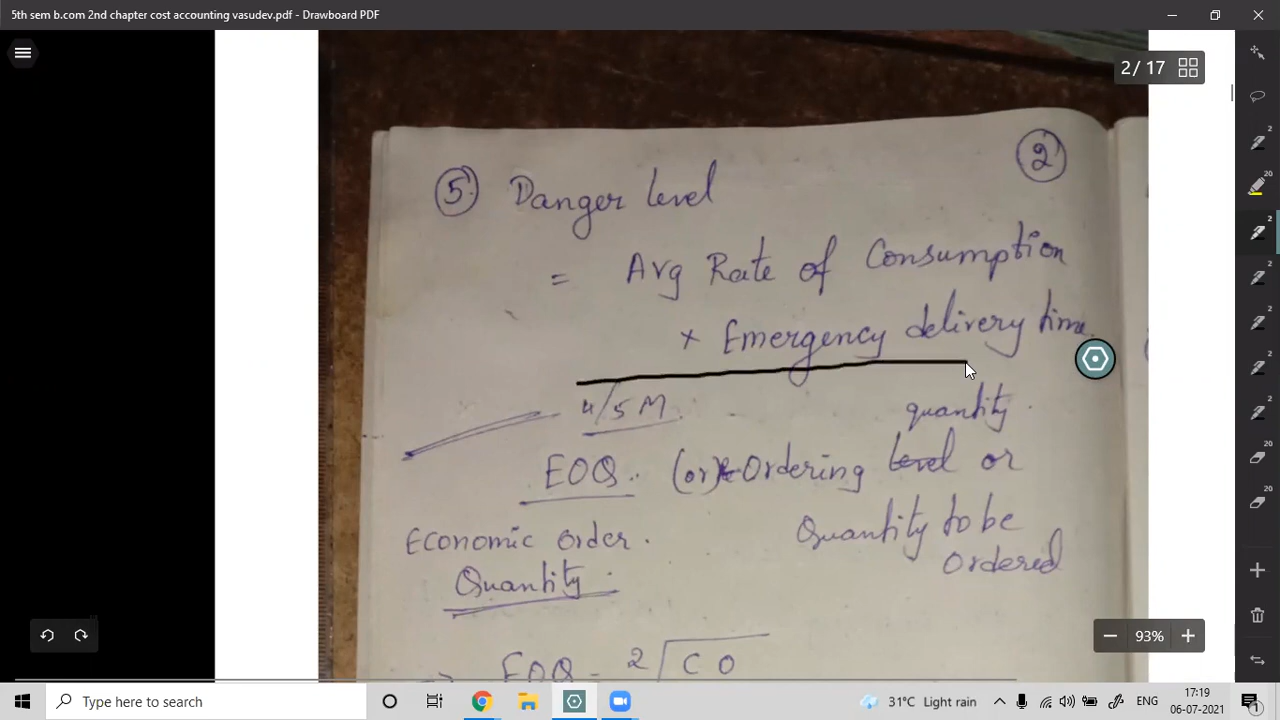 5th sem b.com 2nd chapter cost accounting vasudev.pdf - Drawboard PDF
2 / 17
2
5 Danger level
= Avg Rate of Consumption
x Emergency delivery time
4/5 M
quantity
EOQ. (or) Ordering level or
Economic order.
Quantity to be
Ordered
Quantity
EOQ = 2√ C O
93%
Type here to search
31°C Light rain
ENG
17:19
06-07-2021